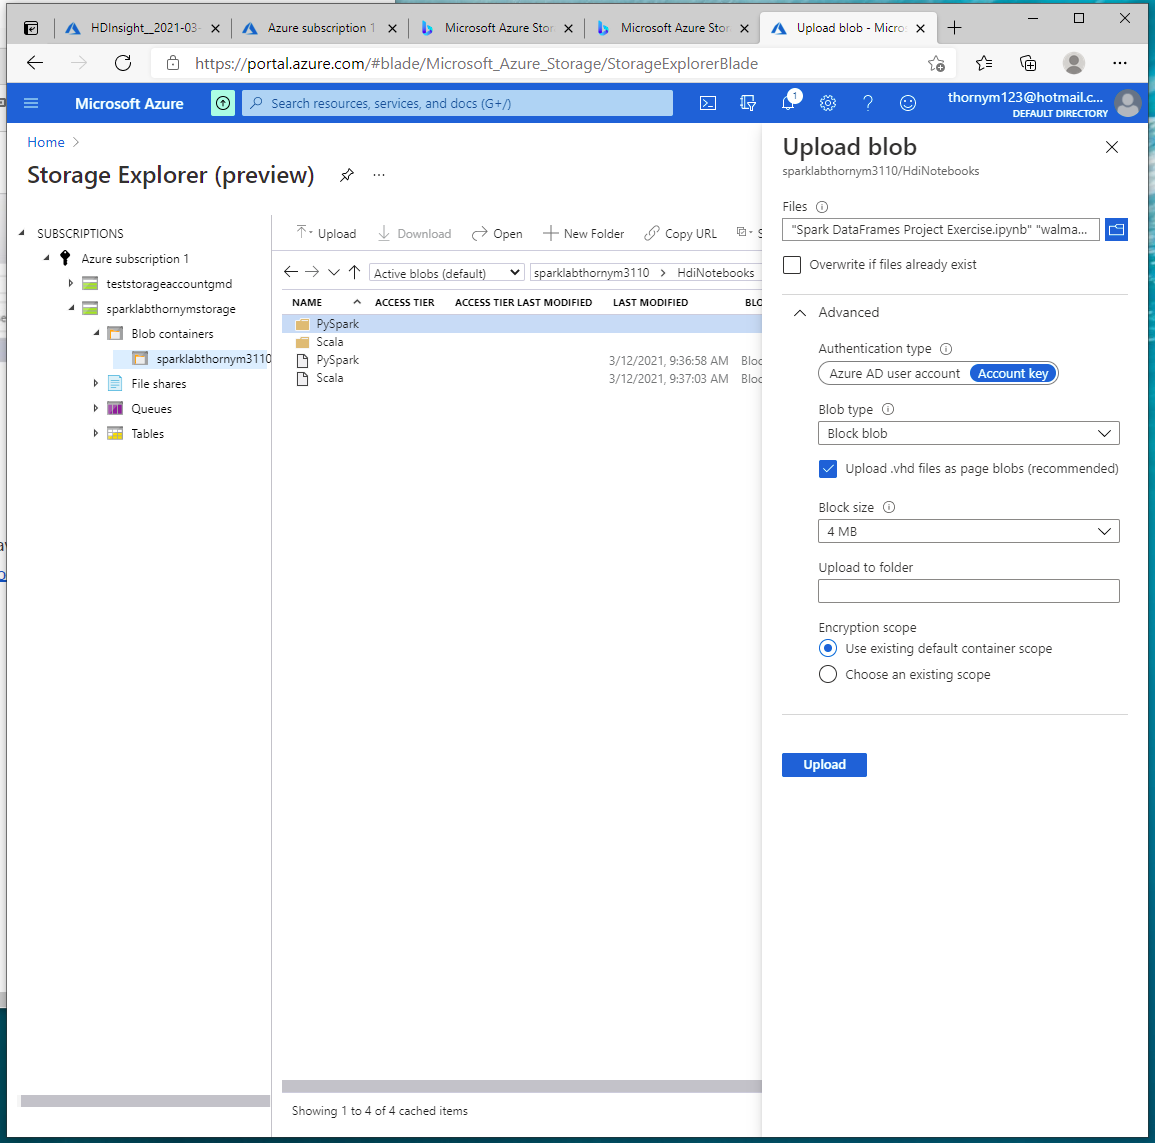 HDInsight__2021-03-
Azure subscription 1
Microsoft Azure Stor
Microsoft Azure Stor
Upload blob - Micros
https://portal.azure.com/#blade/Microsoft_Azure_Storage/StorageExplorerBlade
Microsoft Azure
Search resources, services, and docs (G+/)
1
thornym123@hotmail.c...
DEFAULT DIRECTORY
Home
Storage Explorer (preview)
SUBSCRIPTIONS
Azure subscription 1
teststorageaccountgmd
sparklabthornymstorage
Blob containers
sparklabthornym3110
File shares
Queues
Tables
Upload
Download
Open
New Folder
Copy URL
S
Active blobs (default)
sparklabthornym3110 > HdiNotebooks
NAME ACCESS TIER ACCESS TIER LAST MODIFIED LAST MODIFIED BLO
PySpark
Scala
PySpark 3/12/2021, 9:36:58 AM Bloc
Scala 3/12/2021, 9:37:03 AM Bloc
Showing 1 to 4 of 4 cached items
Upload blob
sparklabthornym3110/HdiNotebooks
Files
"Spark DataFrames Project Exercise.ipynb" "walma...
Overwrite if files already exist
Advanced
Authentication type
Azure AD user account Account key
Blob type
Block blob
Upload .vhd files as page blobs (recommended)
Block size
4 MB
Upload to folder
Encryption scope
Use existing default container scope
Choose an existing scope
Upload